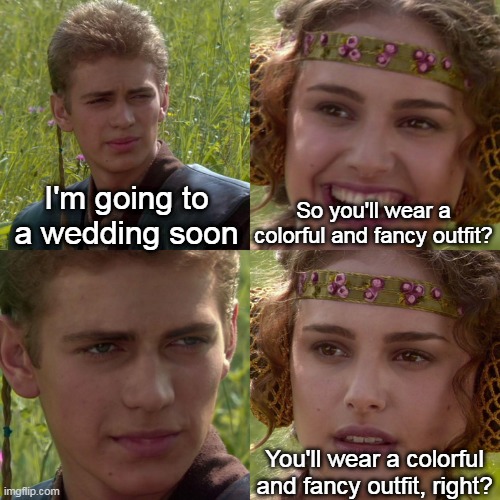 I'm going to
a wedding soon
So you'll wear a
colorful and fancy outfit?
You'll wear a colorful
and fancy outfit, right?
imgflip.com